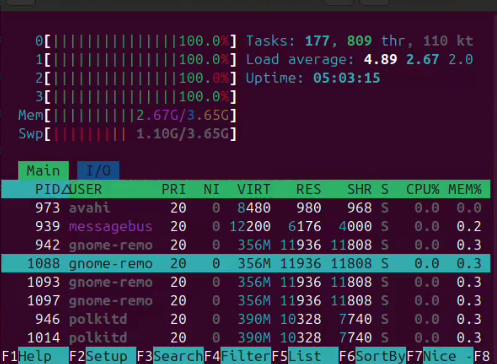 0[||||||||||||||||100.0%] Tasks: 177, 809 thr, 110 kt
1[||||||||||||||||100.0%] Load average: 4.89 2.67 2.0
2[||||||||||||||||100.0%] Uptime: 05:03:15
3[||||||||||||||||100.0%]
Mem[||||||||||2.67G/3.65G]
Swp[||||||||| 1.10G/3.65G]
Main I/O
PID△USER PRI NI VIRT RES SHR S CPU% MEM%
973 avahi 20 0 8480 980 968 S 0.0 0.0
939 messagebus 20 0 12200 6176 4000 S 0.0 0.2
942 gnome-remo 20 0 356M 11936 11808 S 0.0 0.3
1088 gnome-remo 20 0 356M 11936 11808 S 0.0 0.3
1093 gnome-remo 20 0 356M 11936 11808 S 0.0 0.3
1097 gnome-remo 20 0 356M 11936 11808 S 0.0 0.3
946 polkitd 20 0 390M 10328 7740 S 0.0 0.3
1014 polkitd 20 0 390M 10328 7740 S 0.0 0.3
F1Help F2Setup F3SearchF4FilterF5List F6SortByF7Nice -F8